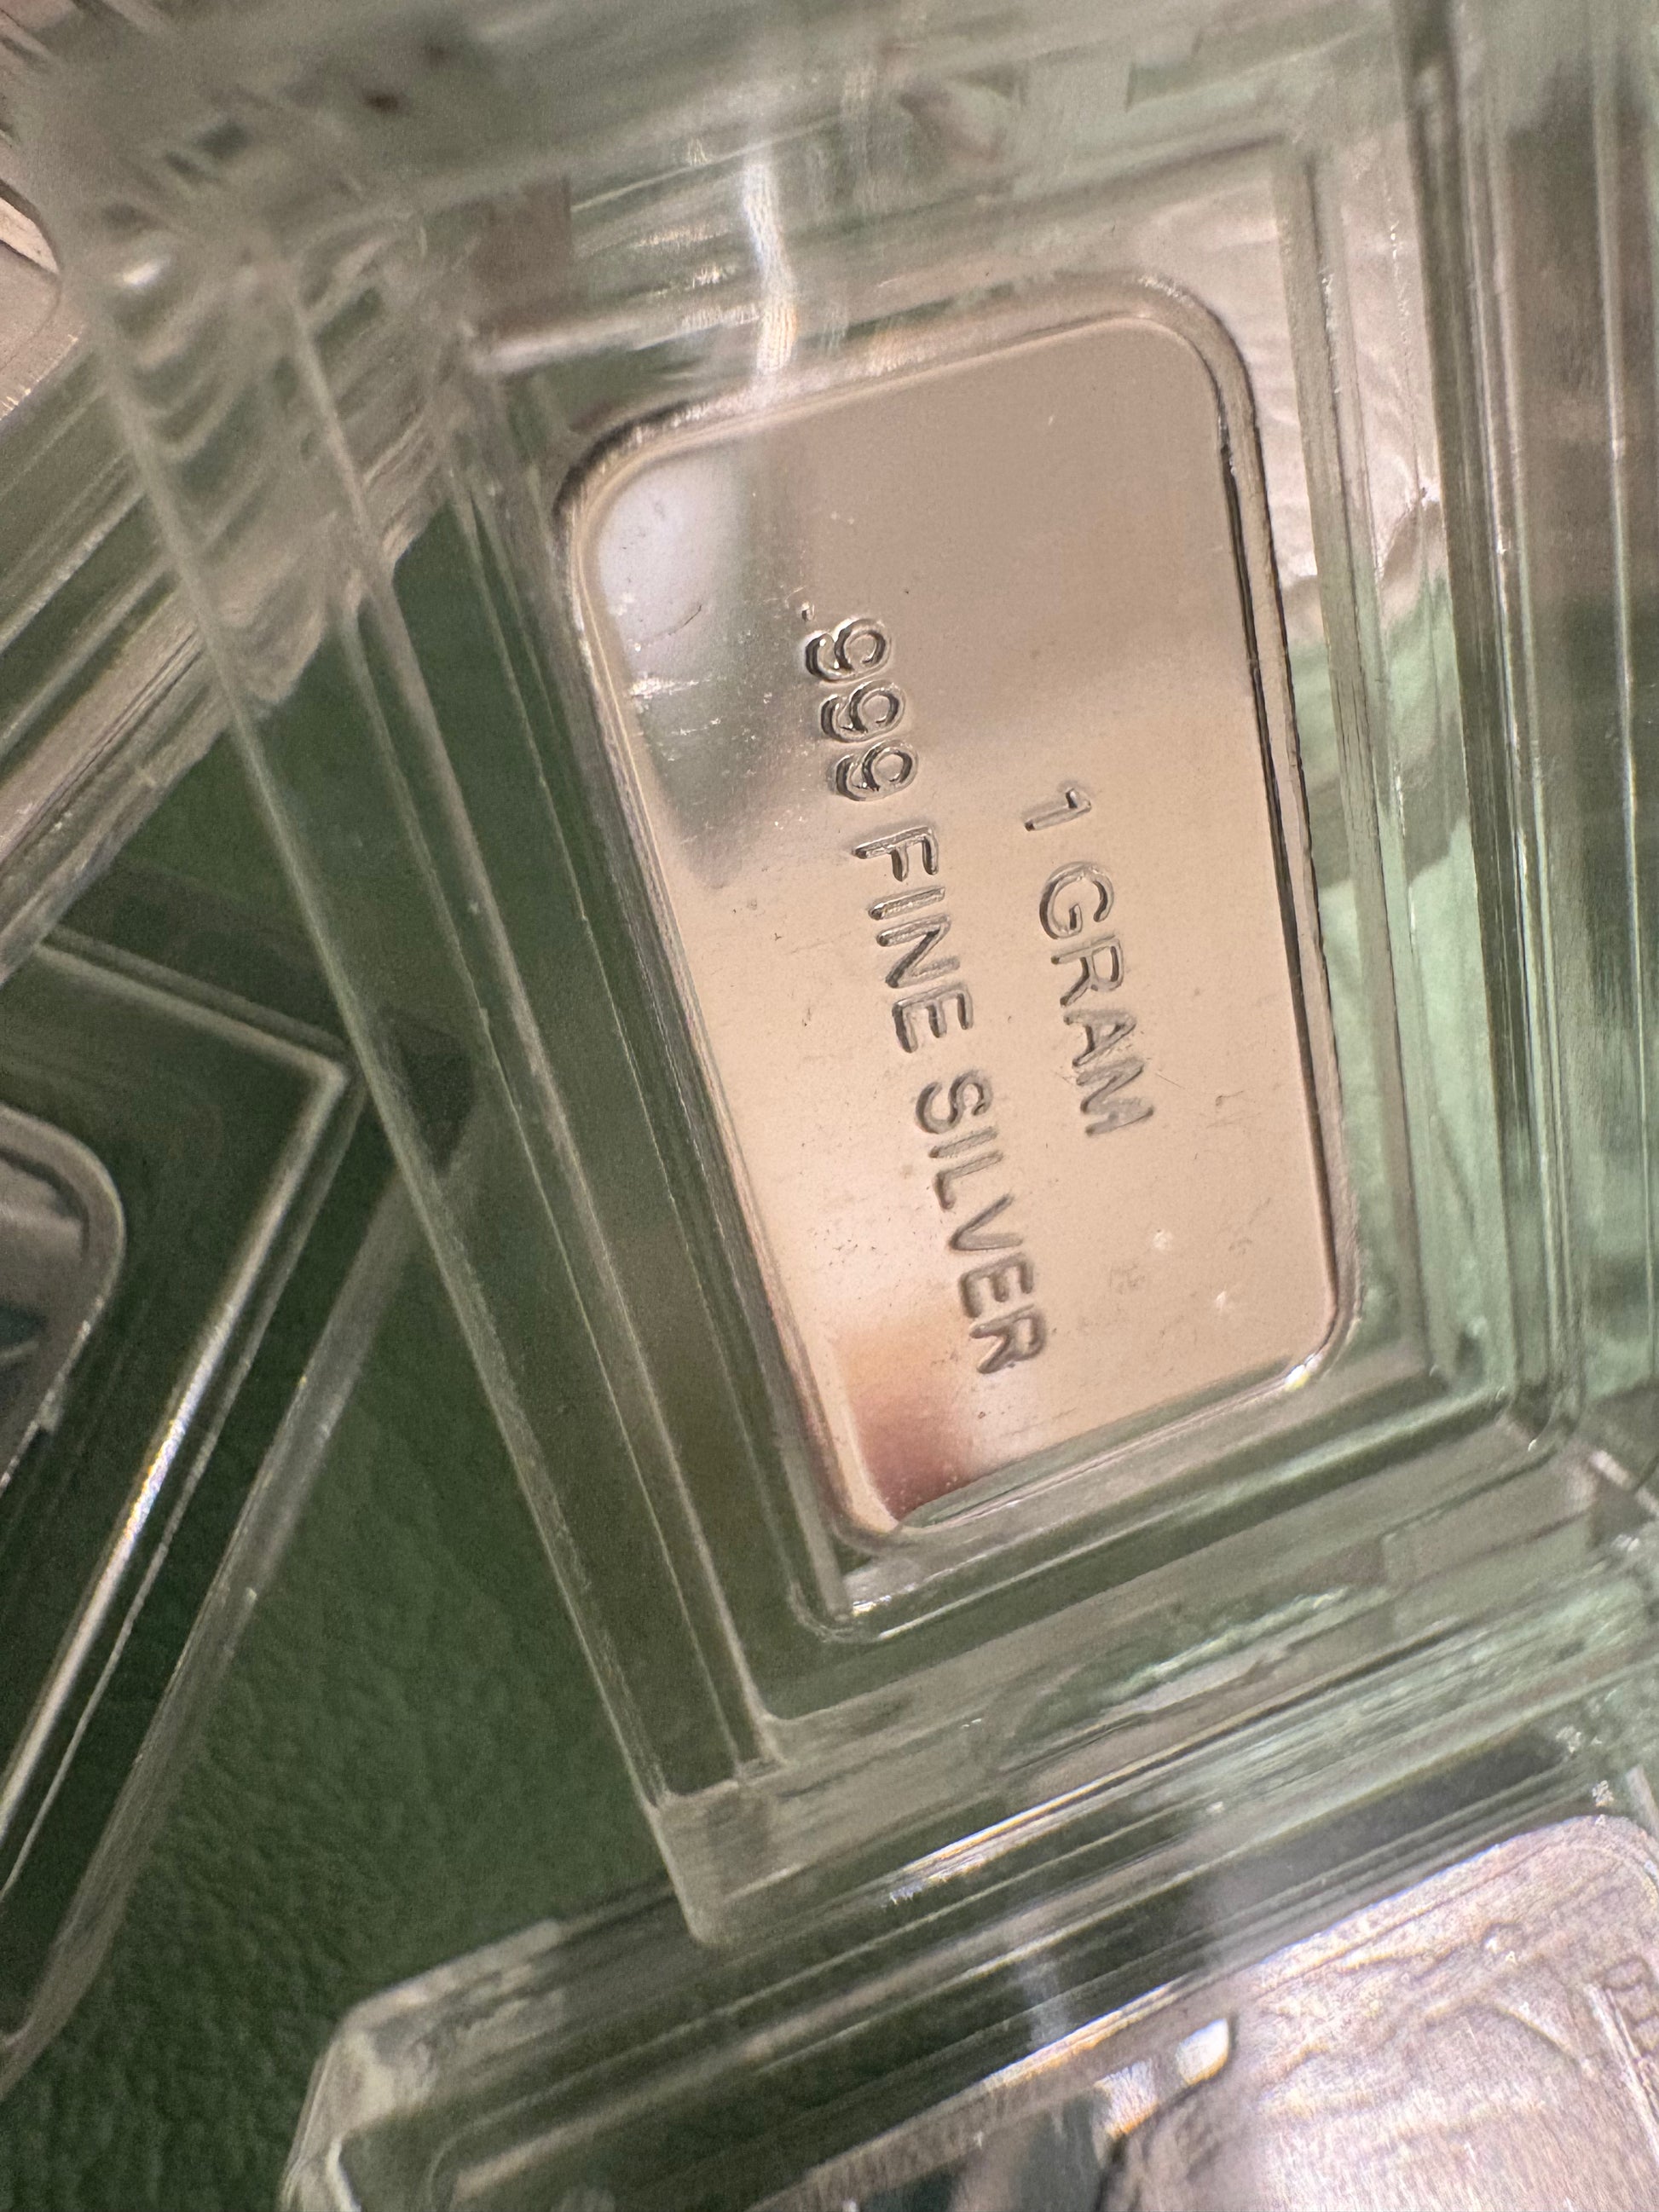 1 GRAM
.999 FINE SILVER